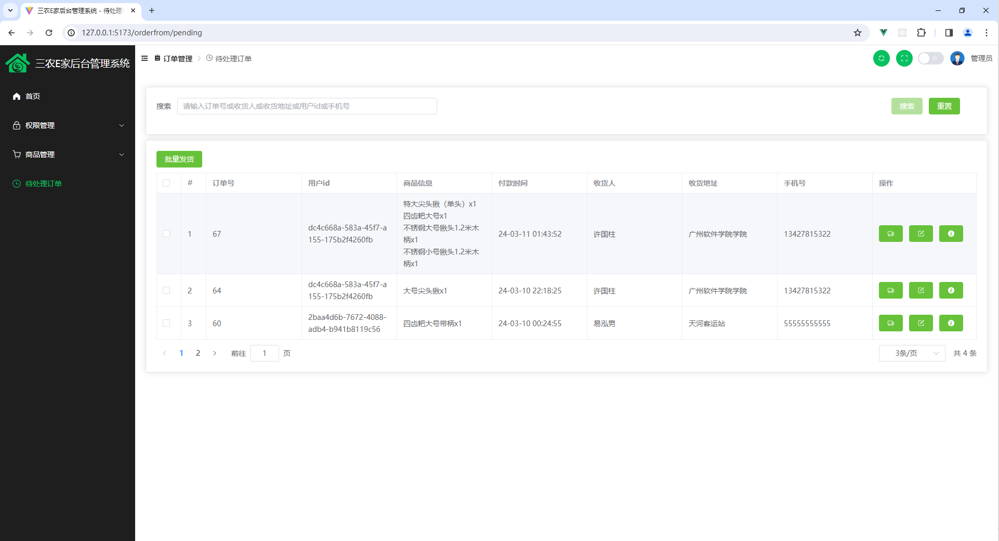 三农E家后台管理系统 - 待处理
127.0.0.1:5173/orderfrom/pending
三农E家后台管理系统
订单管理
待处理订单
管理员
首页
权限管理
商品管理
待处理订单
搜索
请输入订单号或收货人或收货地址或用户id或手机号
搜索
重置
批量发货
# 订单号 用户id 商品信息 付款时间 收货人 收货地址 手机号 操作
特大尖头锹（单头）x1
四齿耙大号x1
不锈钢大号锹头1.2米木
柄x1
不锈钢小号锹头1.2米木
柄x1
1 67
dc4c668a-583a-45f7-a
155-175b2f4260fb
24-03-11 01:43:52 许国柱 广州软件学院学院 13427815322
2 64
dc4c668a-583a-45f7-a
155-175b2f4260fb
大号尖头锹x1 24-03-10 22:18:25 许国柱 广州软件学院学院 13427815322
3 60
2baa4d6b-7672-4088-
adb4-b941b8119c56
四齿耙大号带柄x1 24-03-10 00:24:55 易泓男 天河客运站 55555555555
1 2 前往 1 页
3条/页 共 4 条